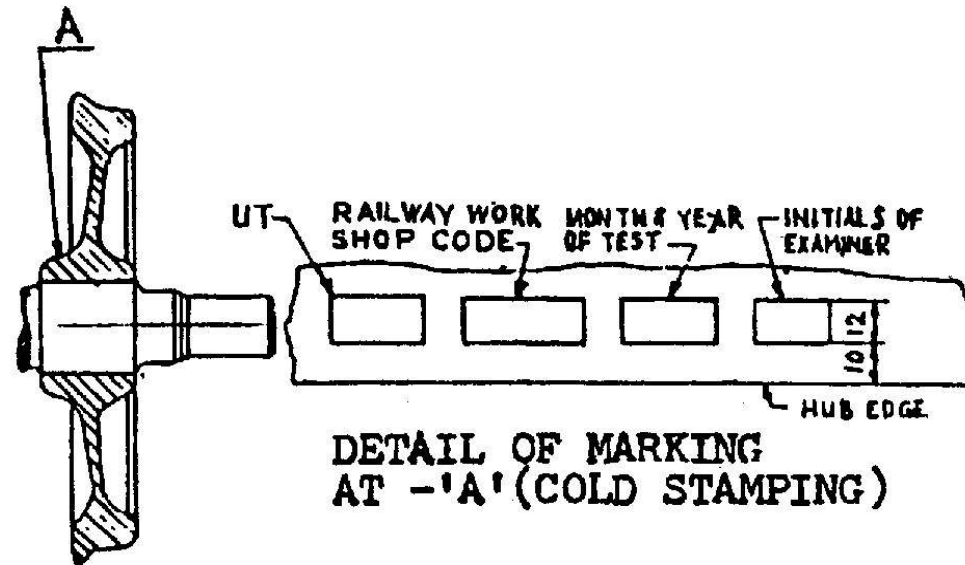 A
UT
RAILWAY WORK
SHOP CODE
MONTH & YEAR
OF TEST
INITIALS OF
EXAMINER
12
10
HUB EDGE
DETAIL OF MARKING
AT -'A' (COLD STAMPING)